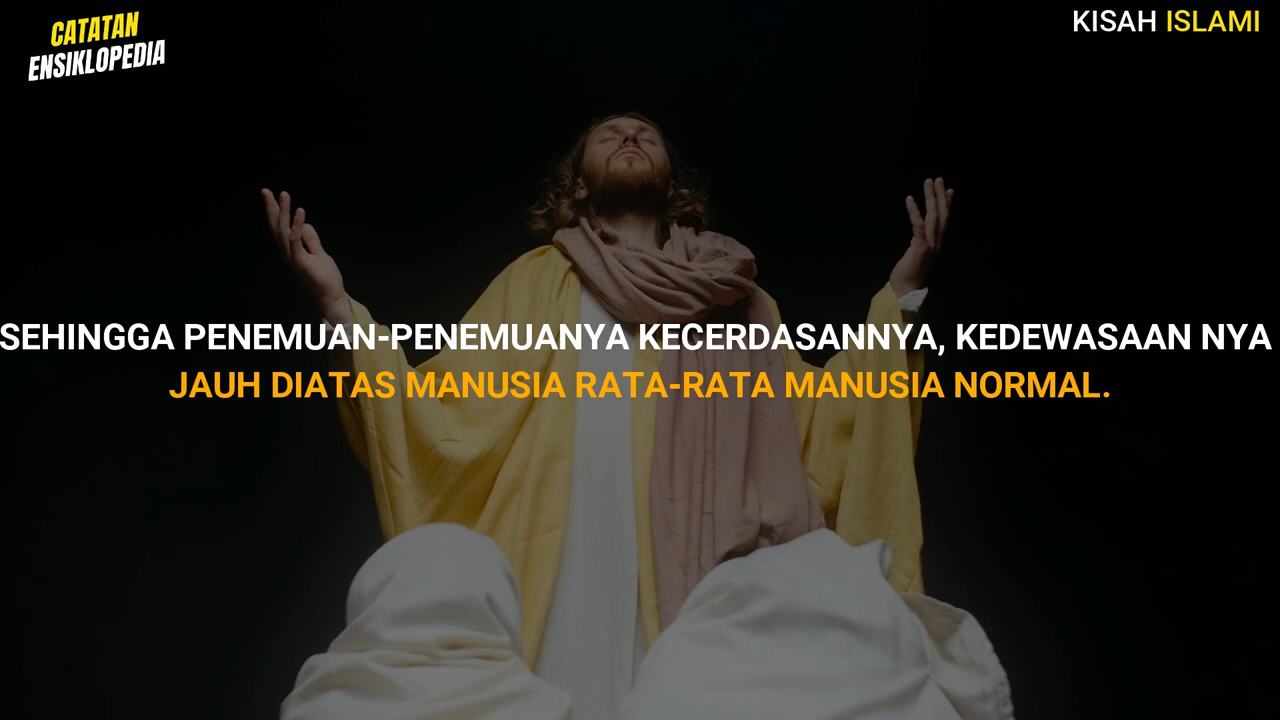 CATATAN
ENSIKLOPEDIA
KISAH ISLAMI
SEHINGGA PENEMUAN-PENEMUANYA KECERDASANNYA, KEDEWASAAN NYA
JAUH DIATAS MANUSIA RATA-RATA MANUSIA NORMAL.